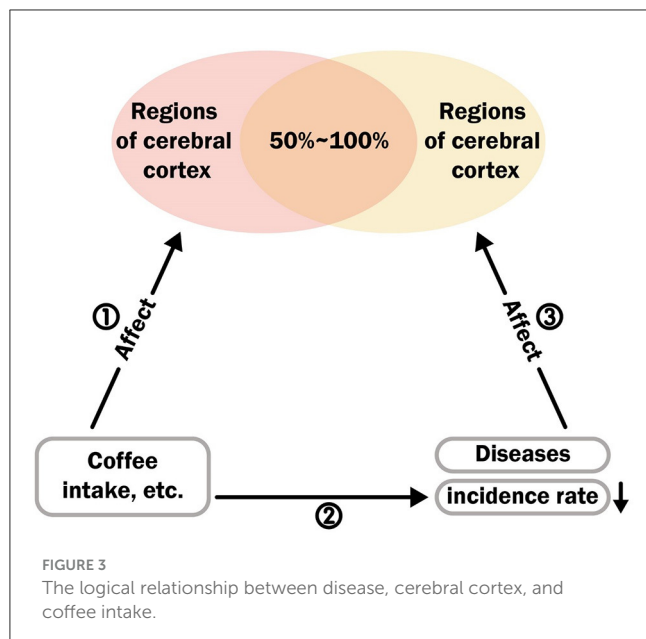 Regions
of cerebral
cortex
50%~100%
Regions
of cerebral
cortex
①
Affect
③
Affect
Coffee
intake, etc.
②
Diseases
incidence rate
FIGURE 3
The logical relationship between disease, cerebral cortex, and
coffee intake.